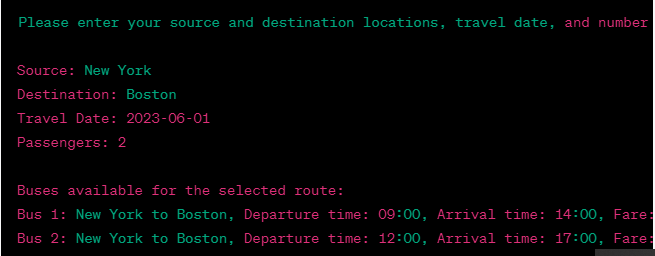 Please enter your source and destination locations, travel date, and number
Source: New York
Destination: Boston
Travel Date: 2023-06-01
Passengers: 2
Buses available for the selected route:
Bus 1: New York to Boston, Departure time: 09:00, Arrival time: 14:00, Fare:
Bus 2: New York to Boston, Departure time: 12:00, Arrival time: 17:00, Fare: